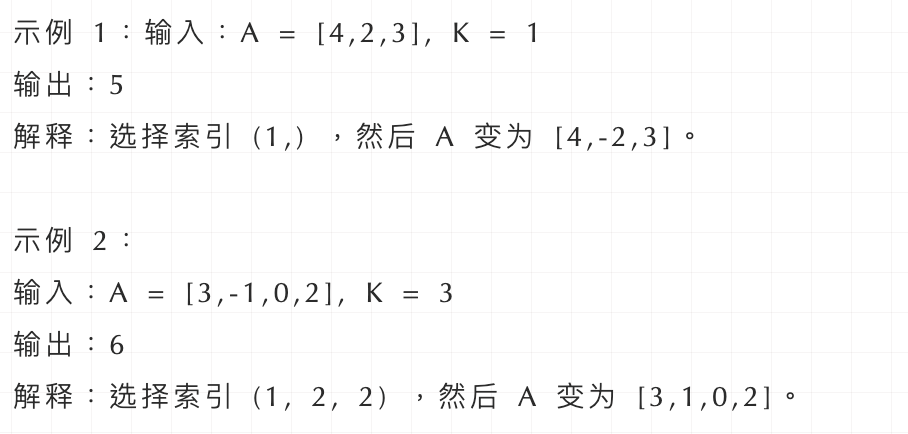 示例 1：输入：A = [4,2,3], K = 1
输出：5
解释：选择索引 (1,) ，然后 A 变为 [4,-2,3]。
示例 2：
输入：A = [3,-1,0,2], K = 3
输出：6
解释：选择索引 (1, 2, 2) ，然后 A 变为 [3,1,0,2]。